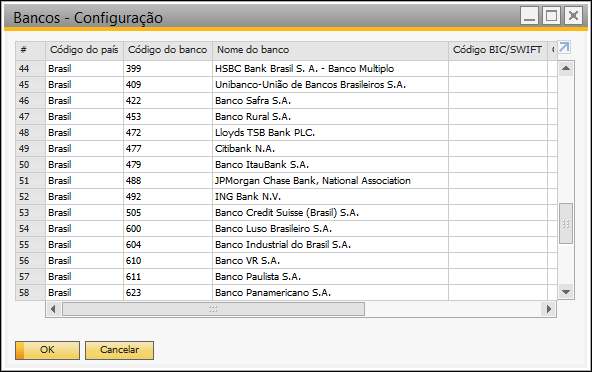 Bancos - Configuração
# Código do país Código do banco Nome do banco Código BIC/SWIFT
44 Brasil 399 HSBC Bank Brasil S. A. - Banco Multiplo
45 Brasil 409 Unibanco-União de Bancos Brasileiros S.A.
46 Brasil 422 Banco Safra S.A.
47 Brasil 453 Banco Rural S.A.
48 Brasil 472 Lloyds TSB Bank PLC.
49 Brasil 477 Citibank N.A.
50 Brasil 479 Banco ItauBank S.A.
51 Brasil 488 JPMorgan Chase Bank, National Association
52 Brasil 492 ING Bank N.V.
53 Brasil 505 Banco Credit Suisse (Brasil) S.A.
54 Brasil 600 Banco Luso Brasileiro S.A.
55 Brasil 604 Banco Industrial do Brasil S.A.
56 Brasil 610 Banco VR S.A.
57 Brasil 611 Banco Paulista S.A.
58 Brasil 623 Banco Panamericano S.A.
OK Cancelar